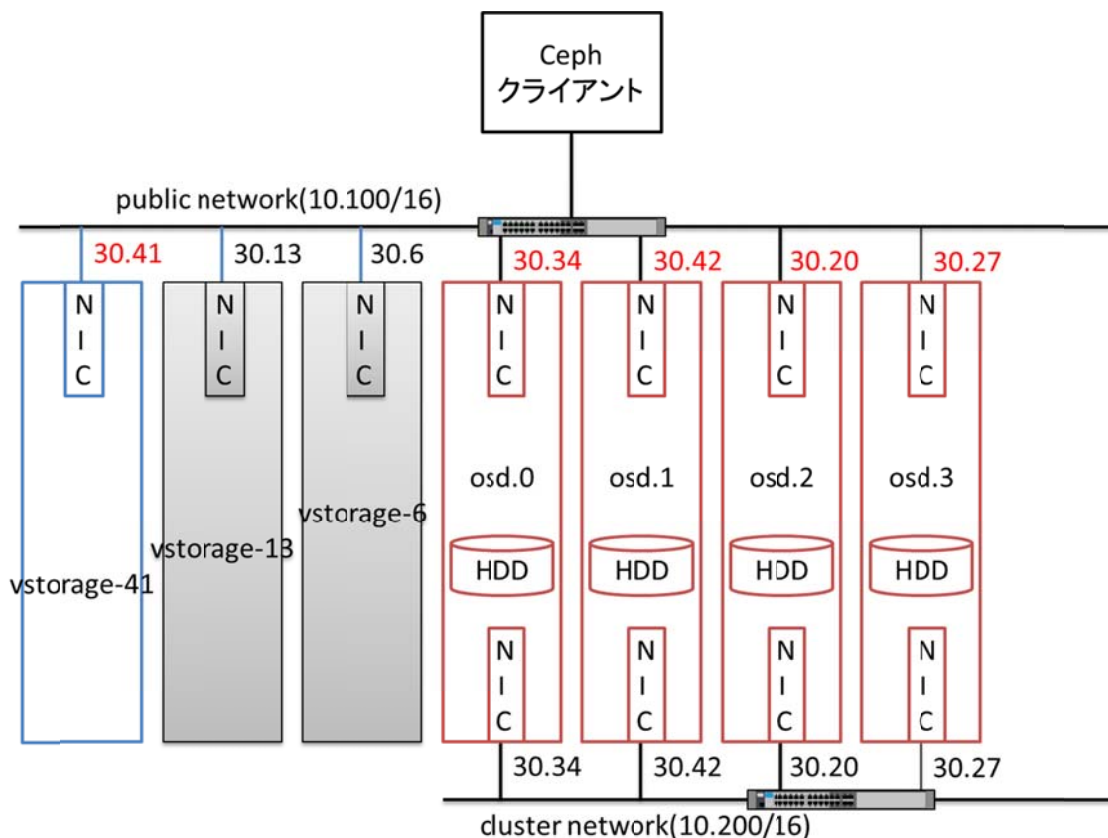 Ceph
クライアント
public network(10.100/16)
30.41
30.13
30.6
30.34
30.42
30.20
30.27
N
I
C
N
I
C
N
I
C
N
I
C
N
I
C
N
I
C
N
I
C
osd.0
osd.1
osd.2
osd.3
vstorage-6
vstorage-13
vstorage-41
HDD
HDD
HDD
HDD
N
I
C
N
I
C
N
I
C
N
I
C
30.34
30.42
30.20
30.27
cluster network(10.200/16)